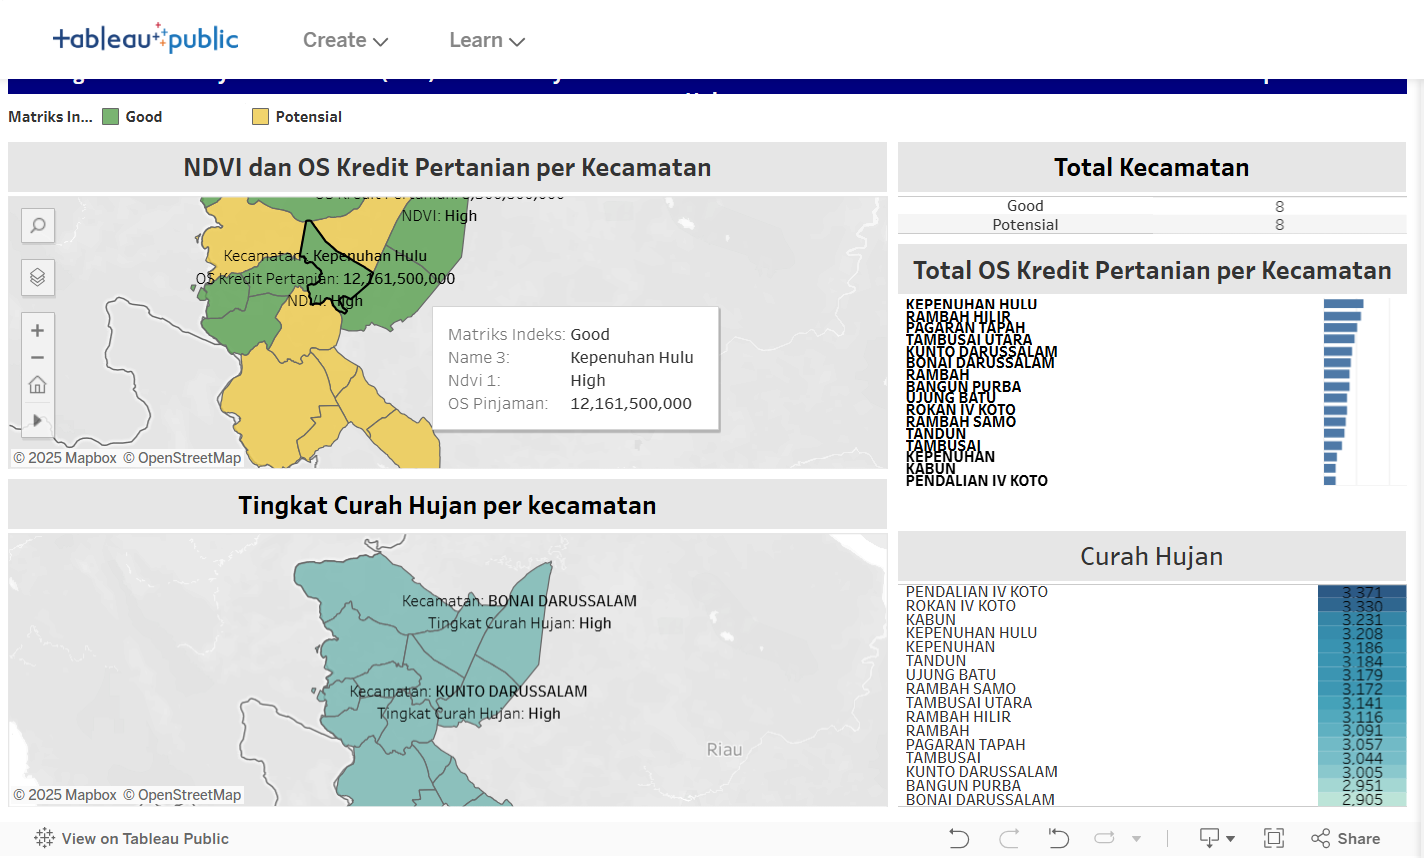 tableau public
Create
Learn
Matriks In...
Good
Potensial
NDVI dan OS Kredit Pertanian per Kecamatan
NDVI: High
Kecamatan: Kepenuhan Hulu
OS Kredit Pertanian: 12,161,500,000
NDVI: High
Matriks Indeks: Good
Name 3: Kepenuhan Hulu
Ndvi 1: High
OS Pinjaman: 12,161,500,000
© 2025 Mapbox © OpenStreetMap
Total Kecamatan
Good 8
Potensial 8
Total OS Kredit Pertanian per Kecamatan
KEPENUHAN HULU
RAMBAH HILIR
PAGARAN TAPAH
TAMBUSAI UTARA
KUNTO DARUSSALAM
BONAI DARUSSALAM
RAMBAH
BANGUN PURBA
UJUNG BATU
ROKAN IV KOTO
RAMBAH SAMO
TANDUN
TAMBUSAI
KEPENUHAN
KABUN
PENDALIAN IV KOTO
Tingkat Curah Hujan per kecamatan
Kecamatan: BONAI DARUSSALAM
Tingkat Curah Hujan: High
Kecamatan: KUNTO DARUSSALAM
Tingkat Curah Hujan: High
Riau
© 2025 Mapbox © OpenStreetMap
Curah Hujan
PENDALIAN IV KOTO 3,371
ROKAN IV KOTO 3,330
KABUN 3,231
KEPENUHAN HULU 3,208
KEPENUHAN 3,186
TANDUN 3,184
UJUNG BATU 3,179
RAMBAH SAMO 3,172
TAMBUSAI UTARA 3,141
RAMBAH HILIR 3,116
RAMBAH 3,091
PAGARAN TAPAH 3,057
TAMBUSAI 3,044
KUNTO DARUSSALAM 3,005
BANGUN PURBA 2,951
BONAI DARUSSALAM 2,905
View on Tableau Public
Share